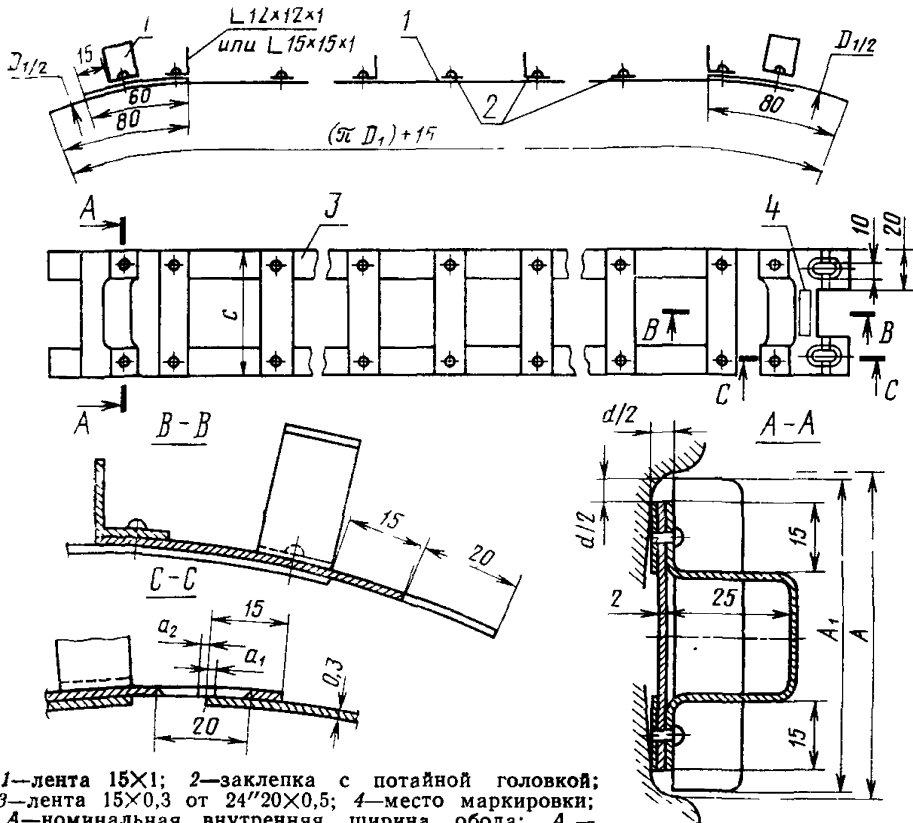 15
1
L 12×12×1
или L 15×15×1
1
D1/2
D1/2
60
80
2
80
(π D1)+15
A
3
4
10
20
C
B
B
A
C
C
B-B
d/2
A-A
15
20
d/2
15
C-C
15
a2
a1
0,3
20
2
25
A1
A
15
1—лента 15×1; 2—заклепка с потайной головкой;
3—лента 15×0,3 от 24″20×0,5; 4—место маркировки;
A—номинальная внутренняя ширина обода; A1—